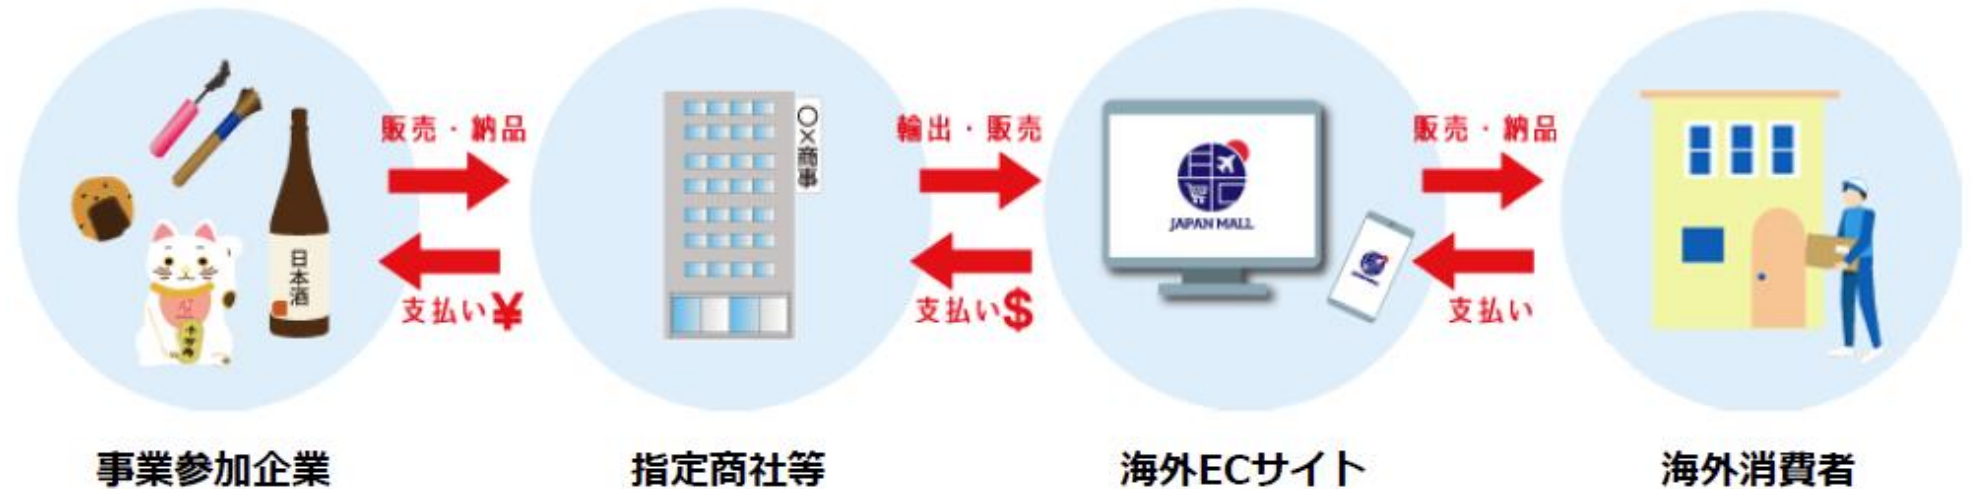 販売・納品
輸出・販売
販売・納品
〇×商事
JAPAN MALL
日本酒
支払い¥
支払い$
支払い
事業参加企業
指定商社等
海外ECサイト
海外消費者